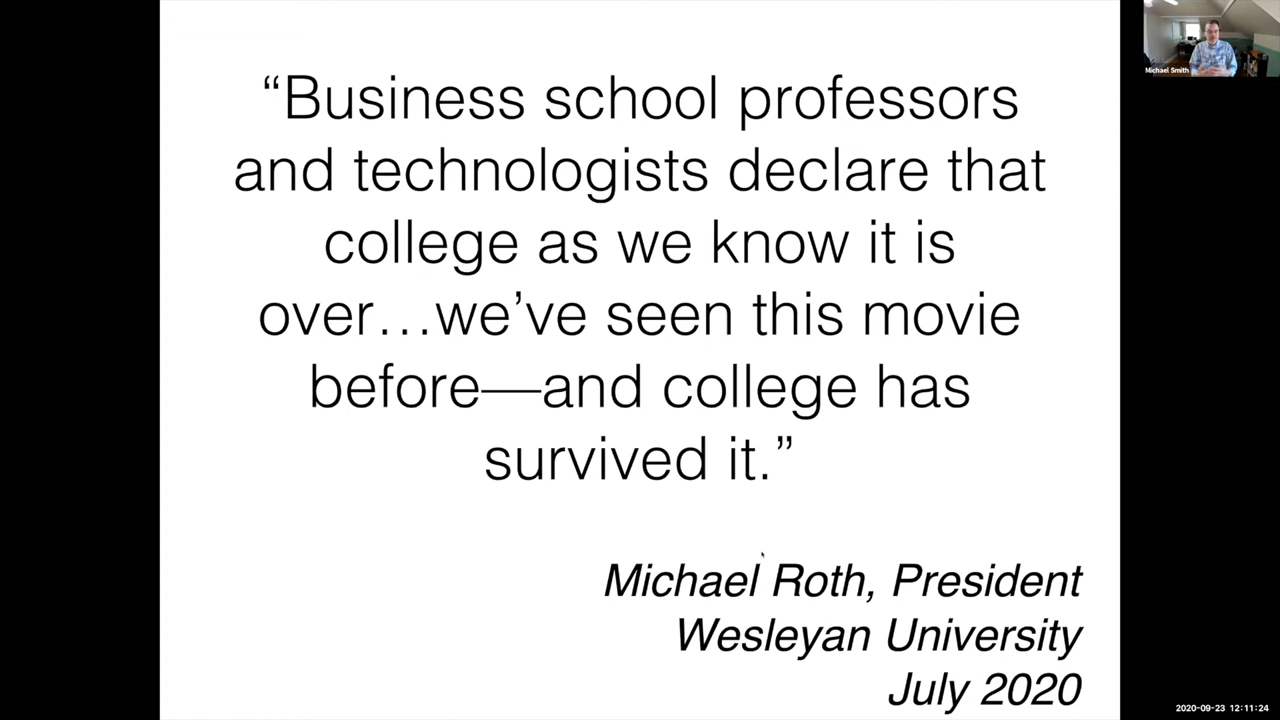 “Business school professors
and technologists declare that
college as we know it is
over…we’ve seen this movie
before—and college has
survived it.”
Michael Roth, President
Wesleyan University
July 2020
Michael Smith
2020-09-23 12:11:24